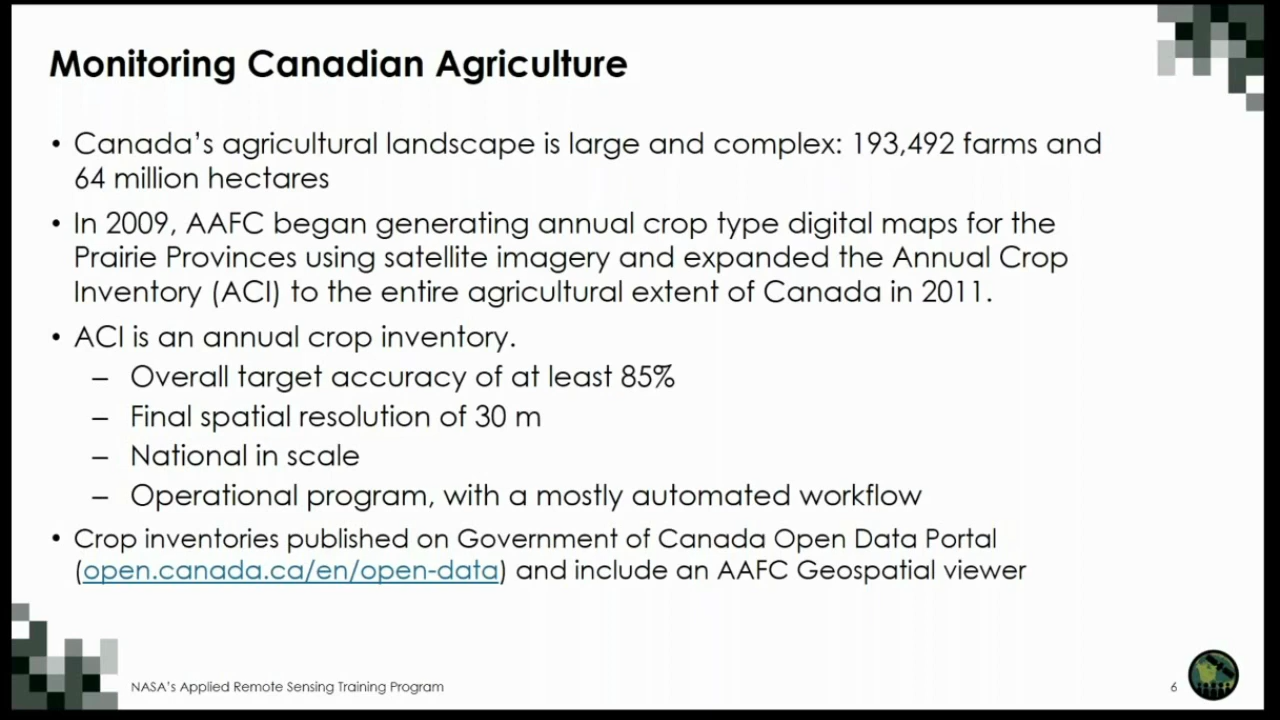 Monitoring Canadian Agriculture
• Canada's agricultural landscape is large and complex: 193,492 farms and
64 million hectares
• In 2009, AAFC began generating annual crop type digital maps for the
Prairie Provinces using satellite imagery and expanded the Annual Crop
Inventory (ACI) to the entire agricultural extent of Canada in 2011.
• ACI is an annual crop inventory.
– Overall target accuracy of at least 85%
– Final spatial resolution of 30 m
– National in scale
– Operational program, with a mostly automated workflow
• Crop inventories published on Government of Canada Open Data Portal
(open.canada.ca/en/open-data) and include an AAFC Geospatial viewer
NASA's Applied Remote Sensing Training Program
6